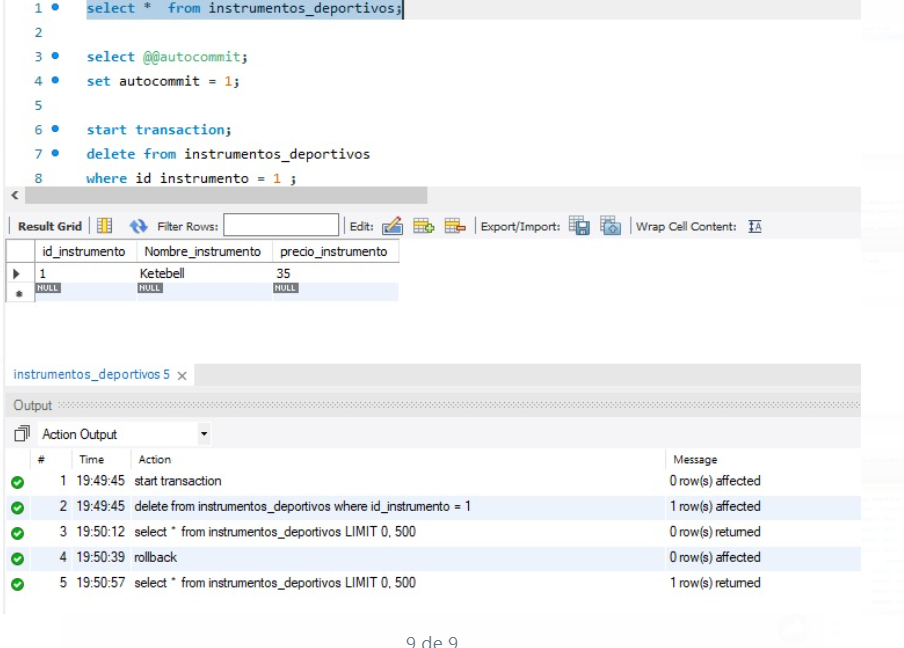 1 select * from instrumentos_deportivos;
2
3 select @@autocommit;
4 set autocommit = 1;
5
6 start transaction;
7 delete from instrumentos_deportivos
8 where id_instrumento = 1 ;
Result Grid Filter Rows: Edit: Export/Import: Wrap Cell Content:
id_instrumento Nombre_instrumento precio_instrumento
1 Ketebell 35
NULL NULL NULL
instrumentos_deportivos 5
Output
Action Output
# Time Action Message
1 19:49:45 start transaction 0 row(s) affected
2 19:49:45 delete from instrumentos_deportivos where id_instrumento = 1 1 row(s) affected
3 19:50:12 select * from instrumentos_deportivos LIMIT 0, 500 0 row(s) returned
4 19:50:39 rollback 0 row(s) affected
5 19:50:57 select * from instrumentos_deportivos LIMIT 0, 500 1 row(s) returned
9 de 9